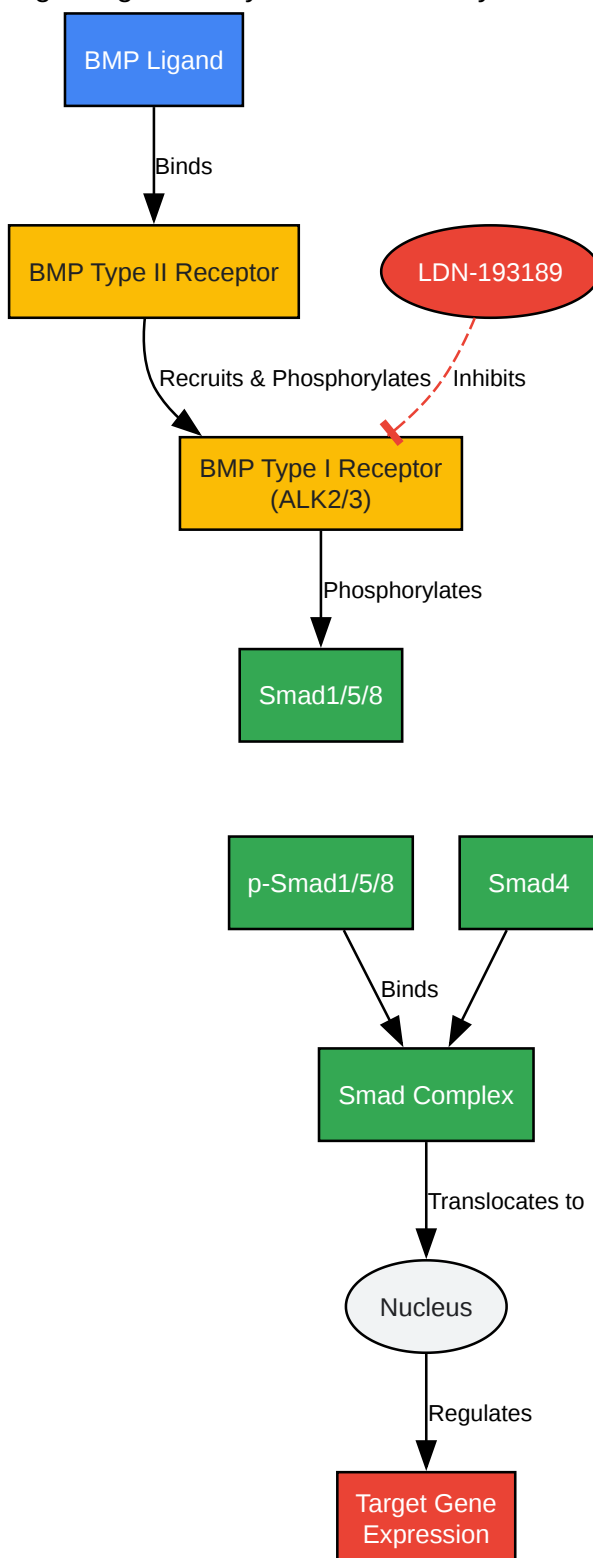 BMP Ligand
Binds
BMP Type II Receptor
LDN-193189
Recruits & Phosphorylates
Inhibits
BMP Type I Receptor
(ALK2/3)
Phosphorylates
Smad1/5/8
p-Smad1/5/8
Smad4
Binds
Smad Complex
Translocates to
Nucleus
Regulates
Target Gene
Expression